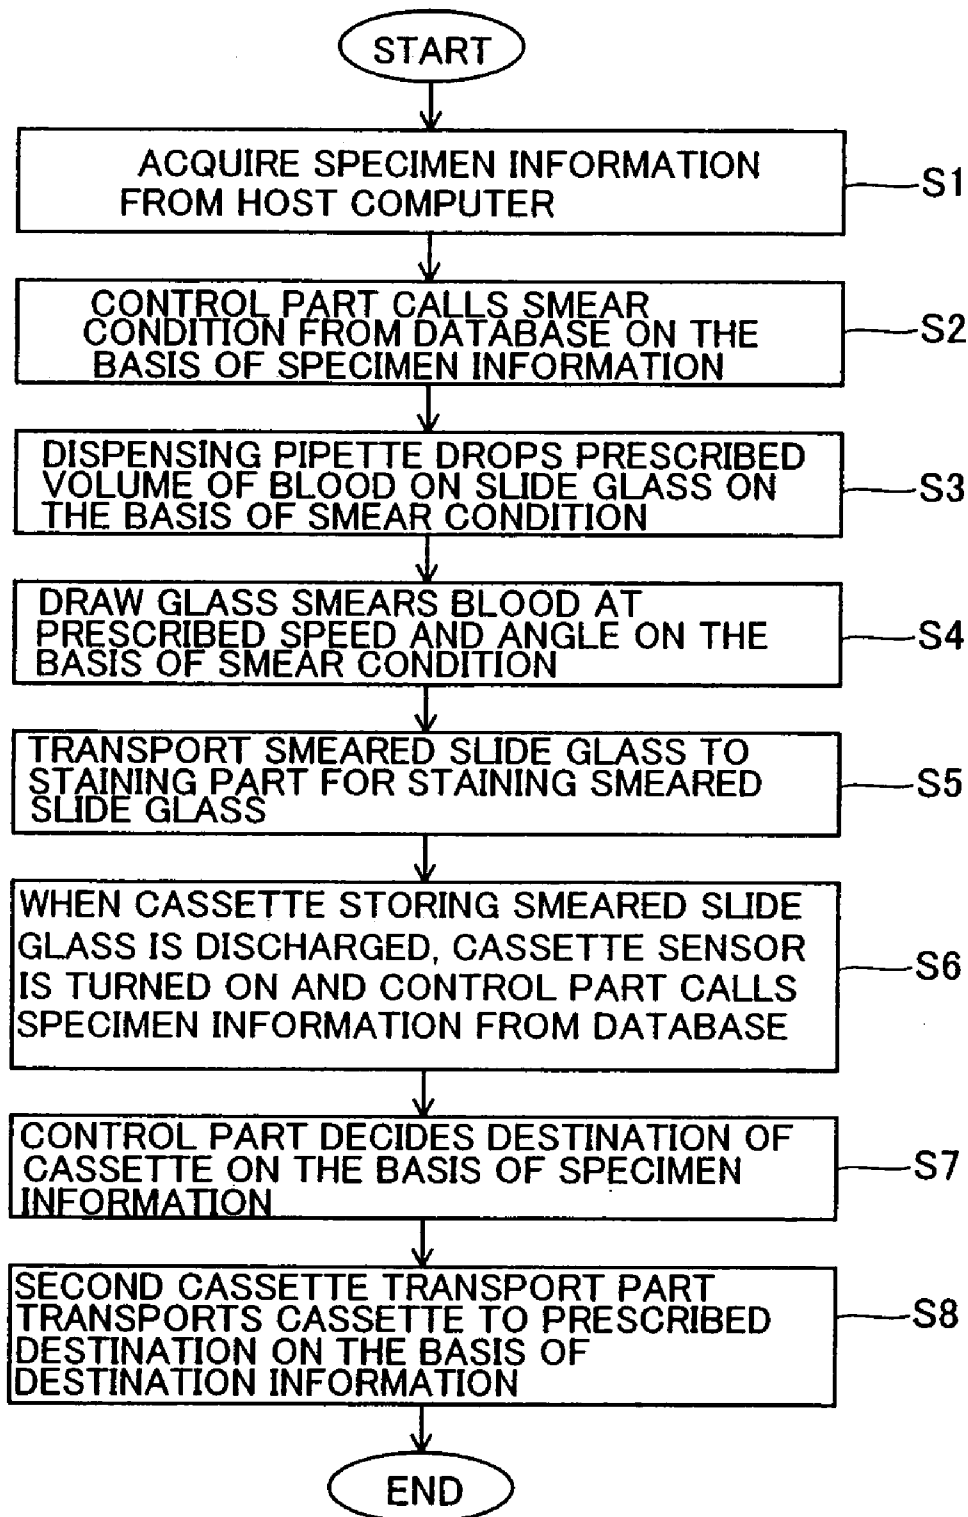 START
ACQUIRE SPECIMEN INFORMATION
FROM HOST COMPUTER
S1
CONTROL PART CALLS SMEAR
CONDITION FROM DATABASE ON THE
BASIS OF SPECIMEN INFORMATION
S2
DISPENSING PIPETTE DROPS PRESCRIBED
VOLUME OF BLOOD ON SLIDE GLASS ON
THE BASIS OF SMEAR CONDITION
S3
DRAW GLASS SMEARS BLOOD AT
PRESCRIBED SPEED AND ANGLE ON THE
BASIS OF SMEAR CONDITION
S4
TRANSPORT SMEARED SLIDE GLASS TO
STAINING PART FOR STAINING SMEARED
SLIDE GLASS
S5
WHEN CASSETTE STORING SMEARED SLIDE
GLASS IS DISCHARGED, CASSETTE SENSOR
IS TURNED ON AND CONTROL PART CALLS
SPECIMEN INFORMATION FROM DATABASE
S6
CONTROL PART DECIDES DESTINATION OF
CASSETTE ON THE BASIS OF SPECIMEN
INFORMATION
S7
SECOND CASSETTE TRANSPORT PART
TRANSPORTS CASSETTE TO PRESCRIBED
DESTINATION ON THE BASIS OF
DESTINATION INFORMATION
S8
END